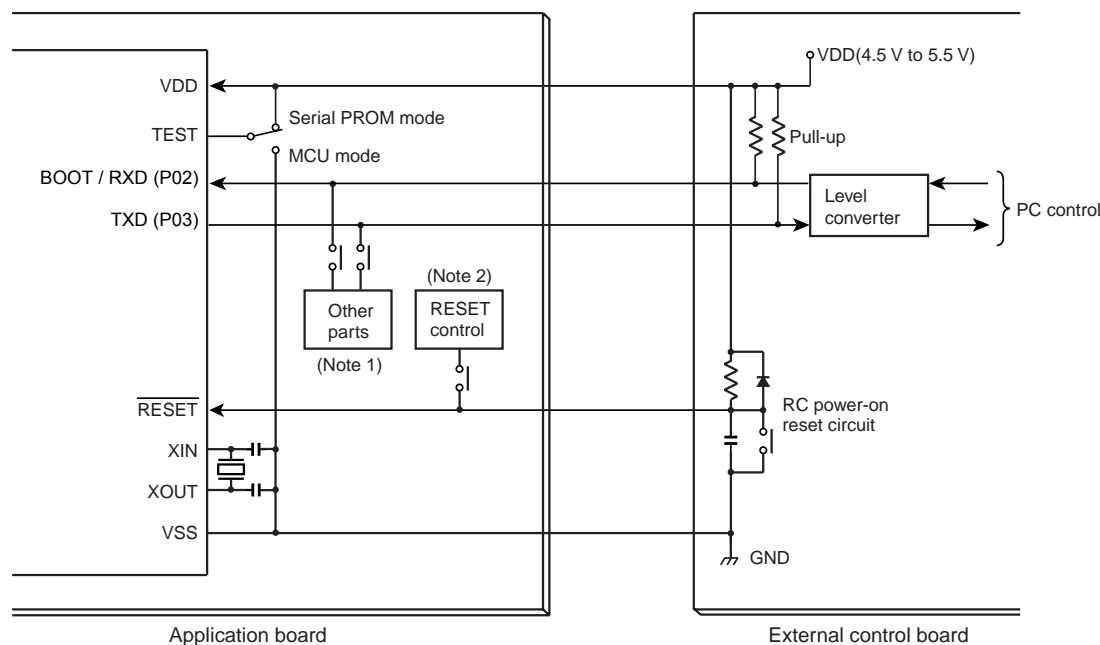 VDD(4.5 V to 5.5 V)
VDD
Serial PROM mode
TEST
Pull-up
MCU mode
BOOT / RXD (P02)
Level
converter
PC control
TXD (P03)
(Note 2)
Other
parts
RESET
control
(Note 1)
RESET
RC power-on
reset circuit
XIN
XOUT
VSS
GND
Application board
External control board